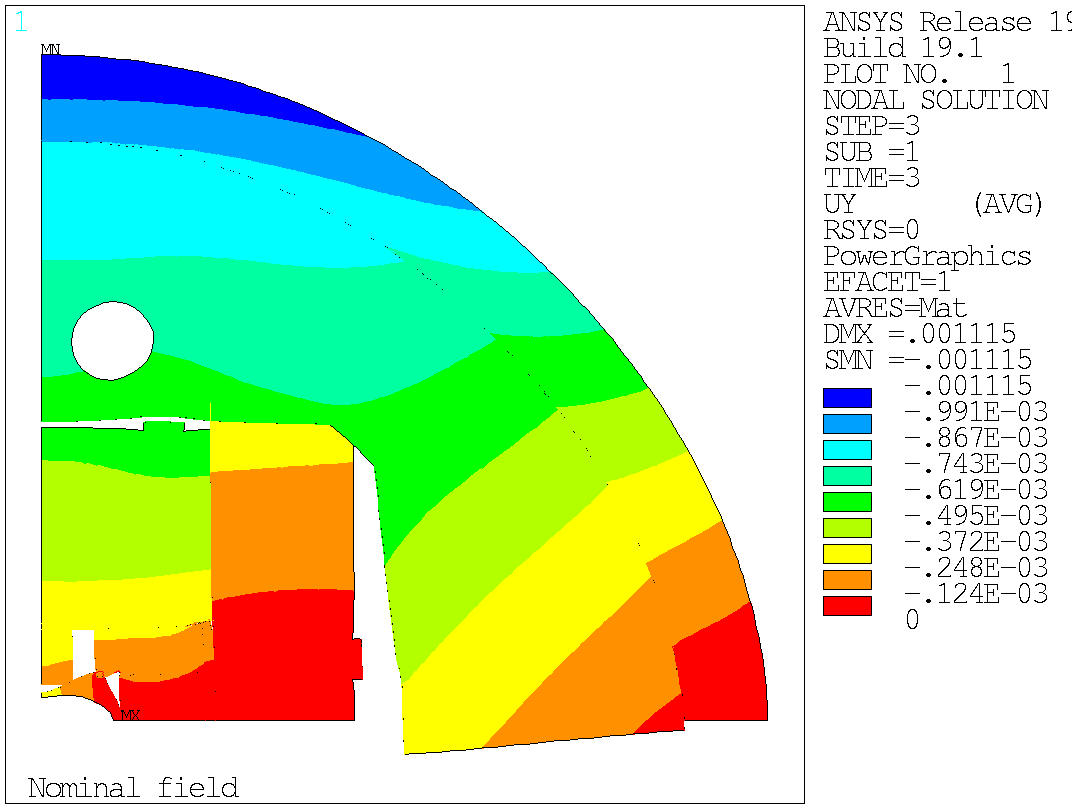 1
ANSYS Release 19
Build 19.1
PLOT NO. 1
NODAL SOLUTION
STEP=3
SUB =1
TIME=3
UY (AVG)
RSYS=0
PowerGraphics
EFACET=1
AVRES=Mat
DMX =.001115
SMN =-.001115
-.001115
-.991E-03
-.867E-03
-.743E-03
-.619E-03
-.495E-03
-.372E-03
-.248E-03
-.124E-03
0
MN
MX
Nominal field